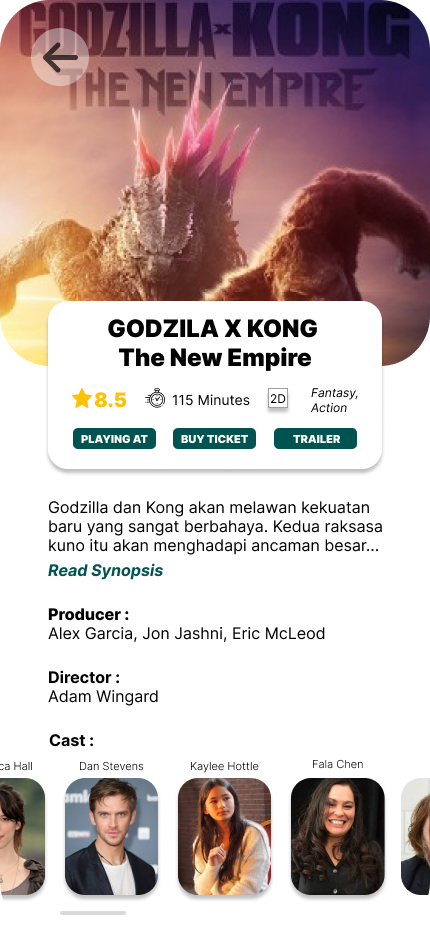 GODZILLA x KONG
THE NEW EMPIRE
GODZILA X KONG
The New Empire
8.5
115 Minutes
2D
Fantasy,
Action
PLAYING AT
BUY TICKET
TRAILER
Godzilla dan Kong akan melawan kekuatan
baru yang sangat berbahaya. Kedua raksasa
kuno itu akan menghadapi ancaman besar...
Read Synopsis
Producer :
Alex Garcia, Jon Jashni, Eric McLeod
Director :
Adam Wingard
Cast :
ca Hall
Dan Stevens
Kaylee Hottle
Fala Chen